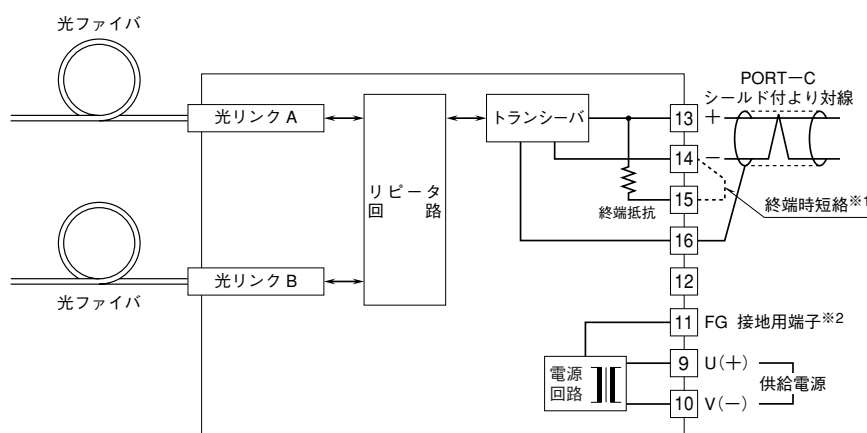 光ファイバ
光リンク A
リピータ
回　路
トランシーバ
終端抵抗
PORT－C
シールド付より対線
13 ＋
14 －
15
終端時短絡※1
16
12
11 FG 接地用端子※2
9 U(＋)
供給電源
10 V(－)
電源
回路
光リンク B
光ファイバ